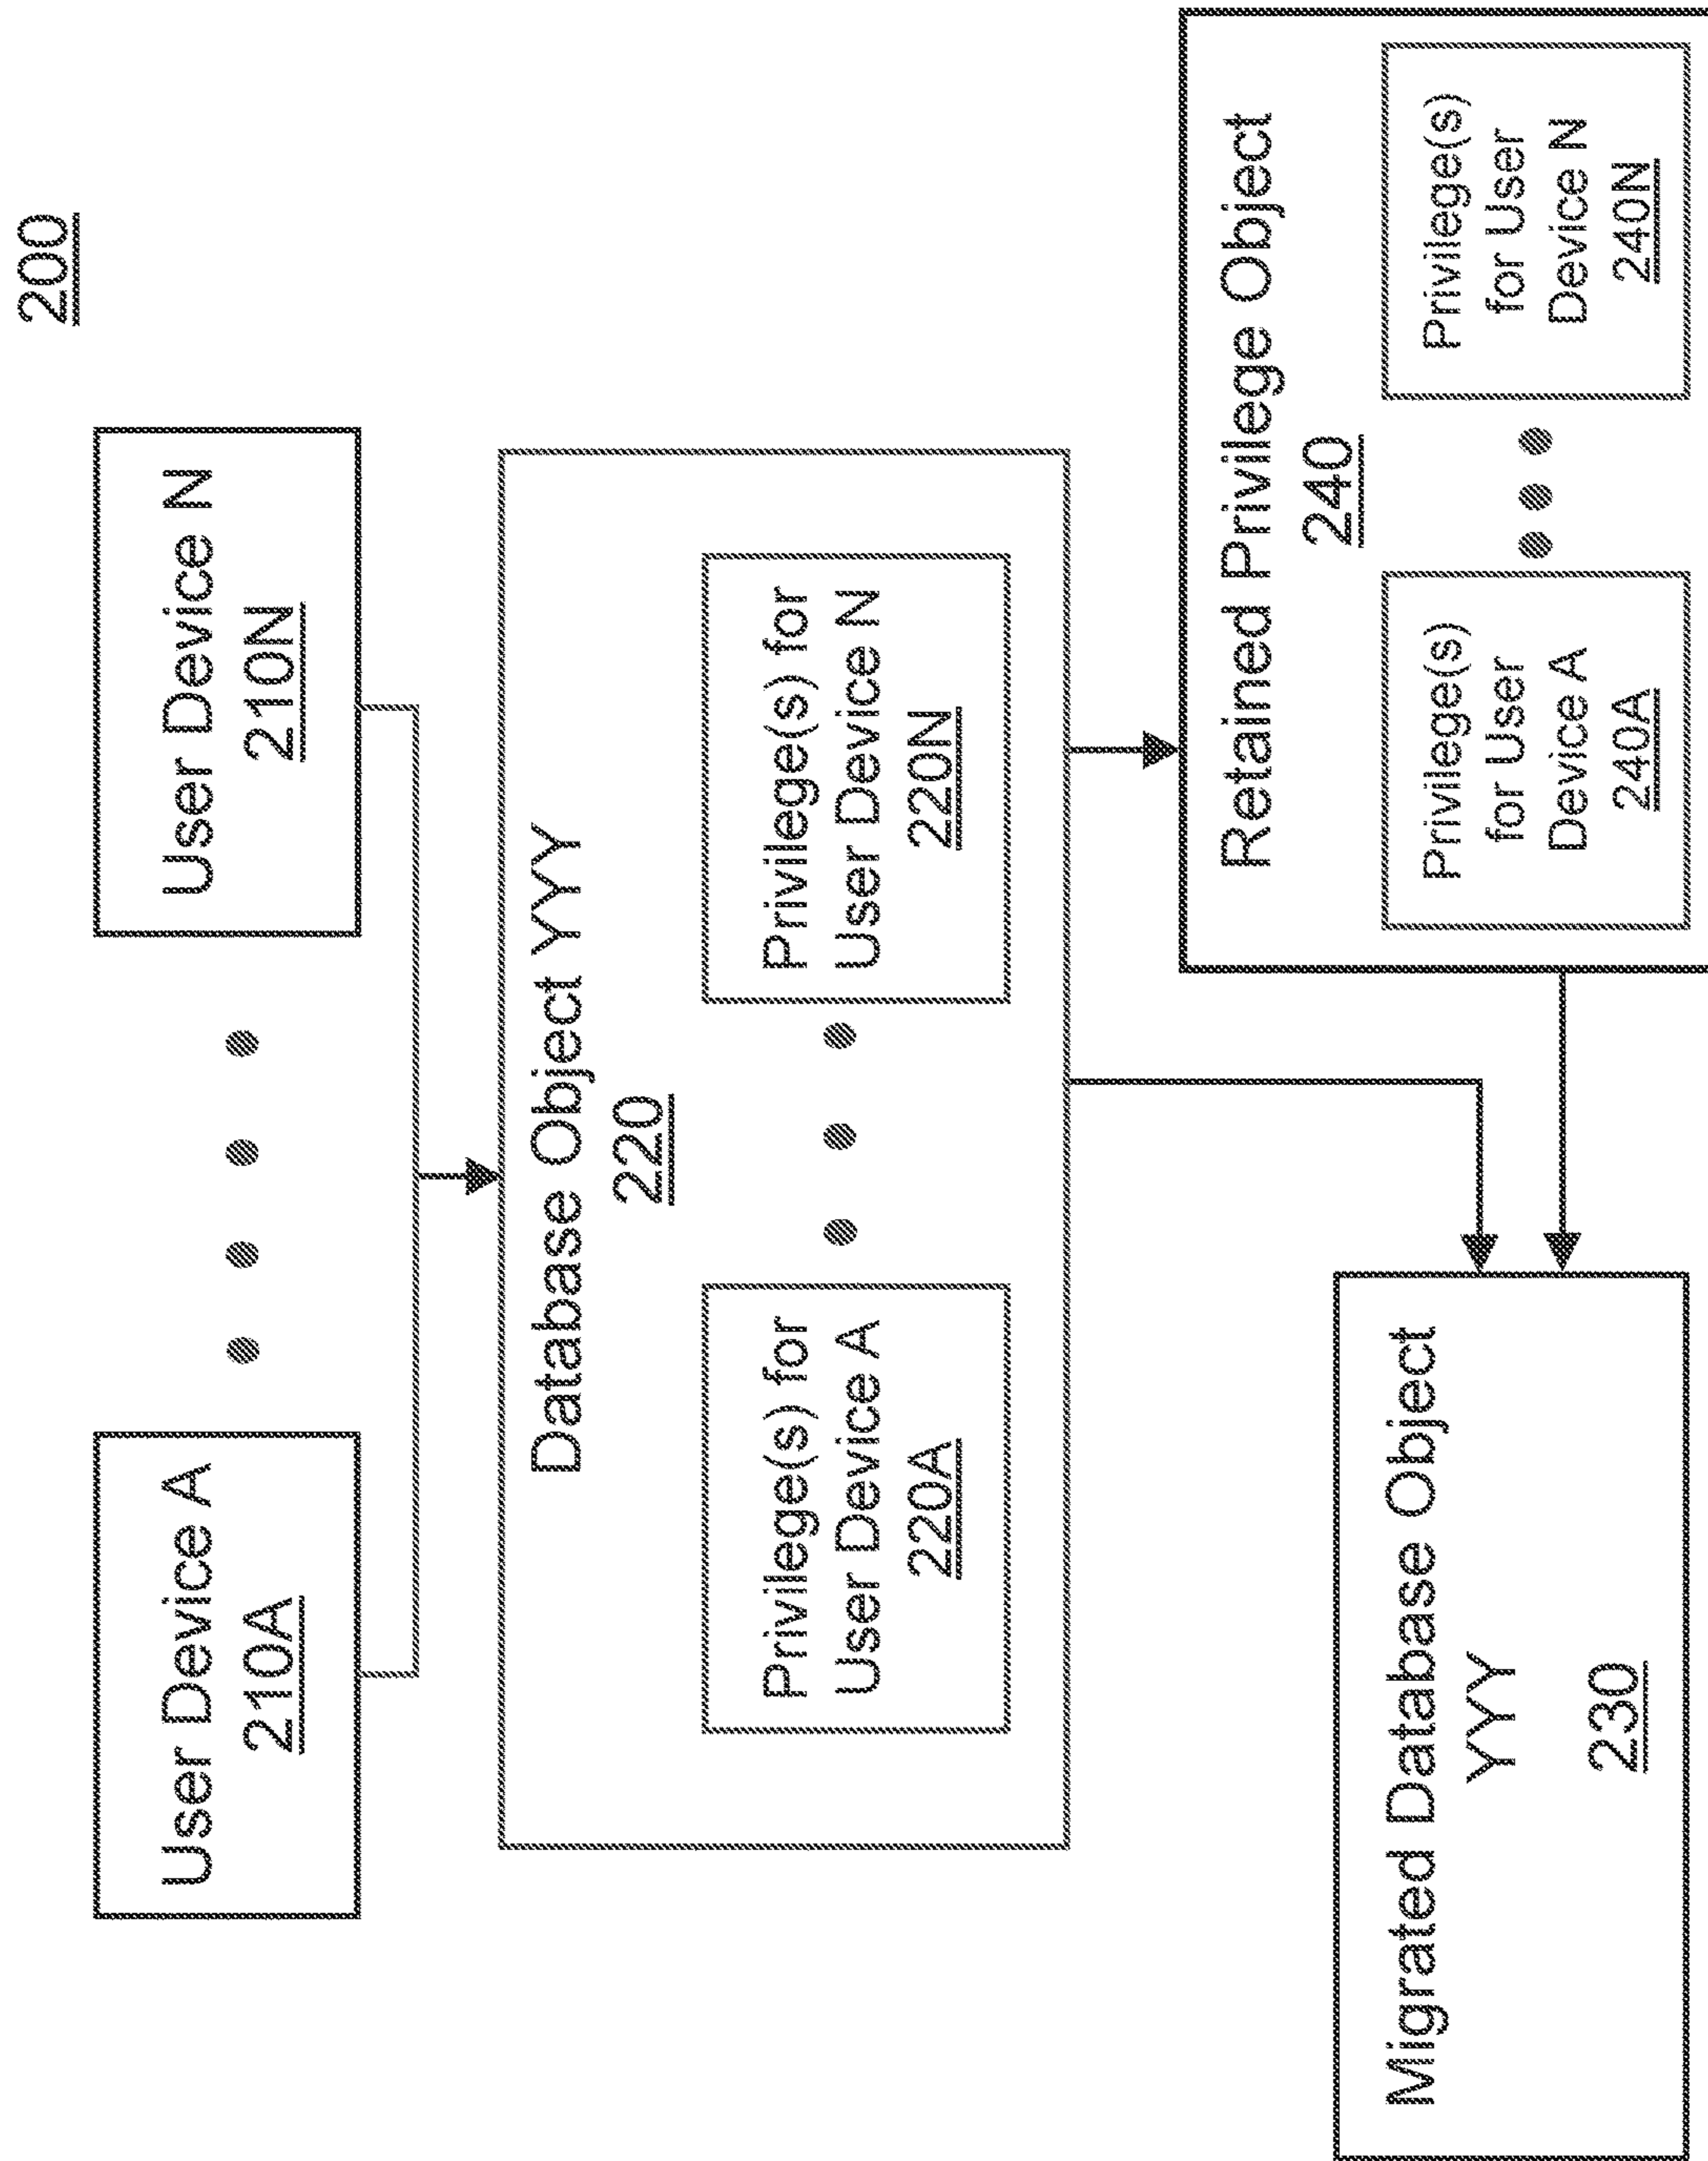 200
User Device A
210A
User Device N
210N
Database Object YYY
220
Privilege(s) for
User Device A
220A
Privilege(s) for
User Device N
220N
Migrated Database Object
YYY
230
Retained Privilege Object
240
Privilege(s)
for User
Device A
240A
Privilege(s)
for User
Device N
240N